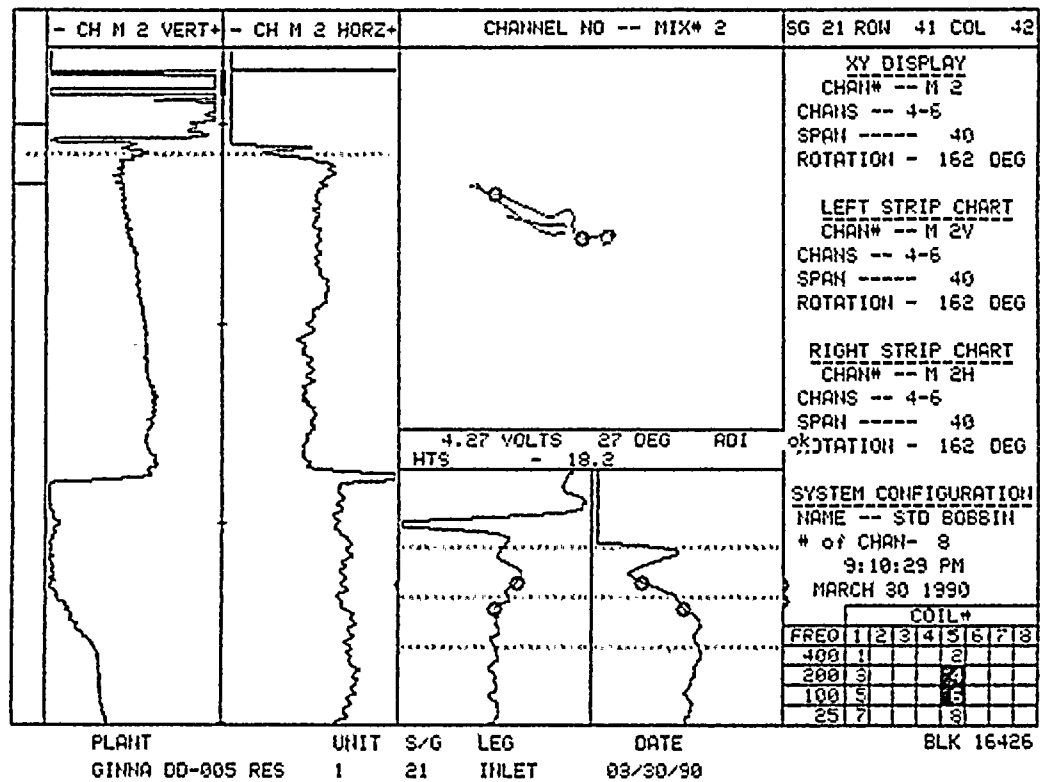 - CH M 2 VERT+ - CH M 2 HORZ+ CHANNEL NO -- MIX# 2 SG 21 ROW 41 COL 42
XY DISPLAY
CHAN# -- M 2
CHANS -- 4-6
SPAN ----- 40
ROTATION - 162 DEG
LEFT STRIP CHART
CHAN# -- M 2V
CHANS -- 4-6
SPAN ----- 40
ROTATION - 162 DEG
RIGHT STRIP CHART
CHAN# -- M 2H
CHANS -- 4-6
SPAN ----- 40
4.27 VOLTS 27 DEG ADI ok
OTATION - 162 DEG
HTS - 18.2
SYSTEM CONFIGURATION
NAME -- STD BOBBIN
# of CHAN- 8
9:10:29 PM
MARCH 30 1990
COIL#
FREQ 1 2 3 4 5 6 7 8
400 1 2
200 3 4
100 5 6
25 7 8
PLANT UNIT S/G LEG DATE BLK 16426
GINNA DD-005 RES 1 21 INLET 03/30/90